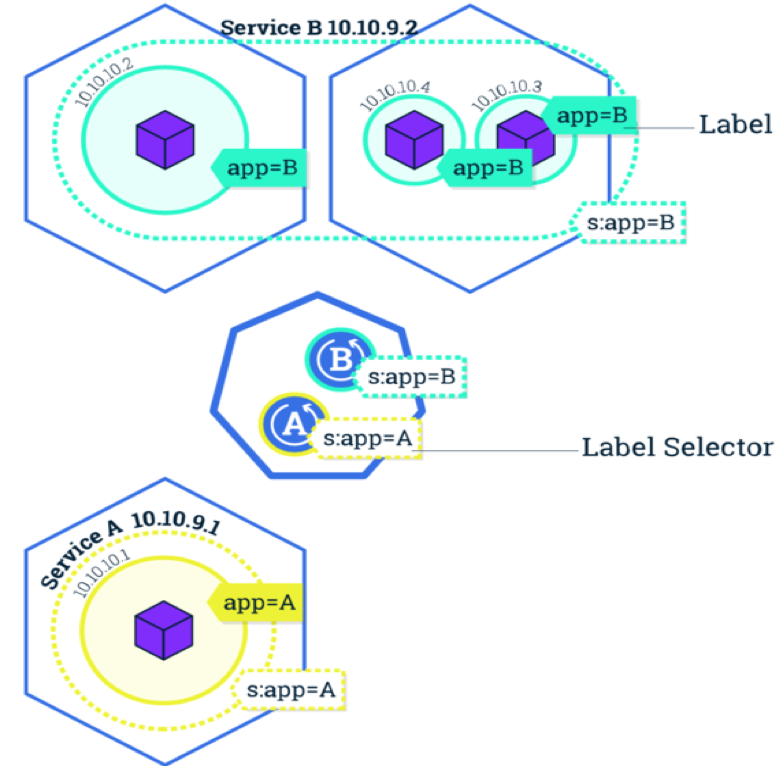 Service B 10.10.9.2
10.10.10.2
10.10.10.4
10.10.10.3
app=B
Label
app=B
app=B
s:app=B
B
s:app=B
A
s:app=A
Label Selector
Service A 10.10.9.1
10.10.10.1
app=A
s:app=A